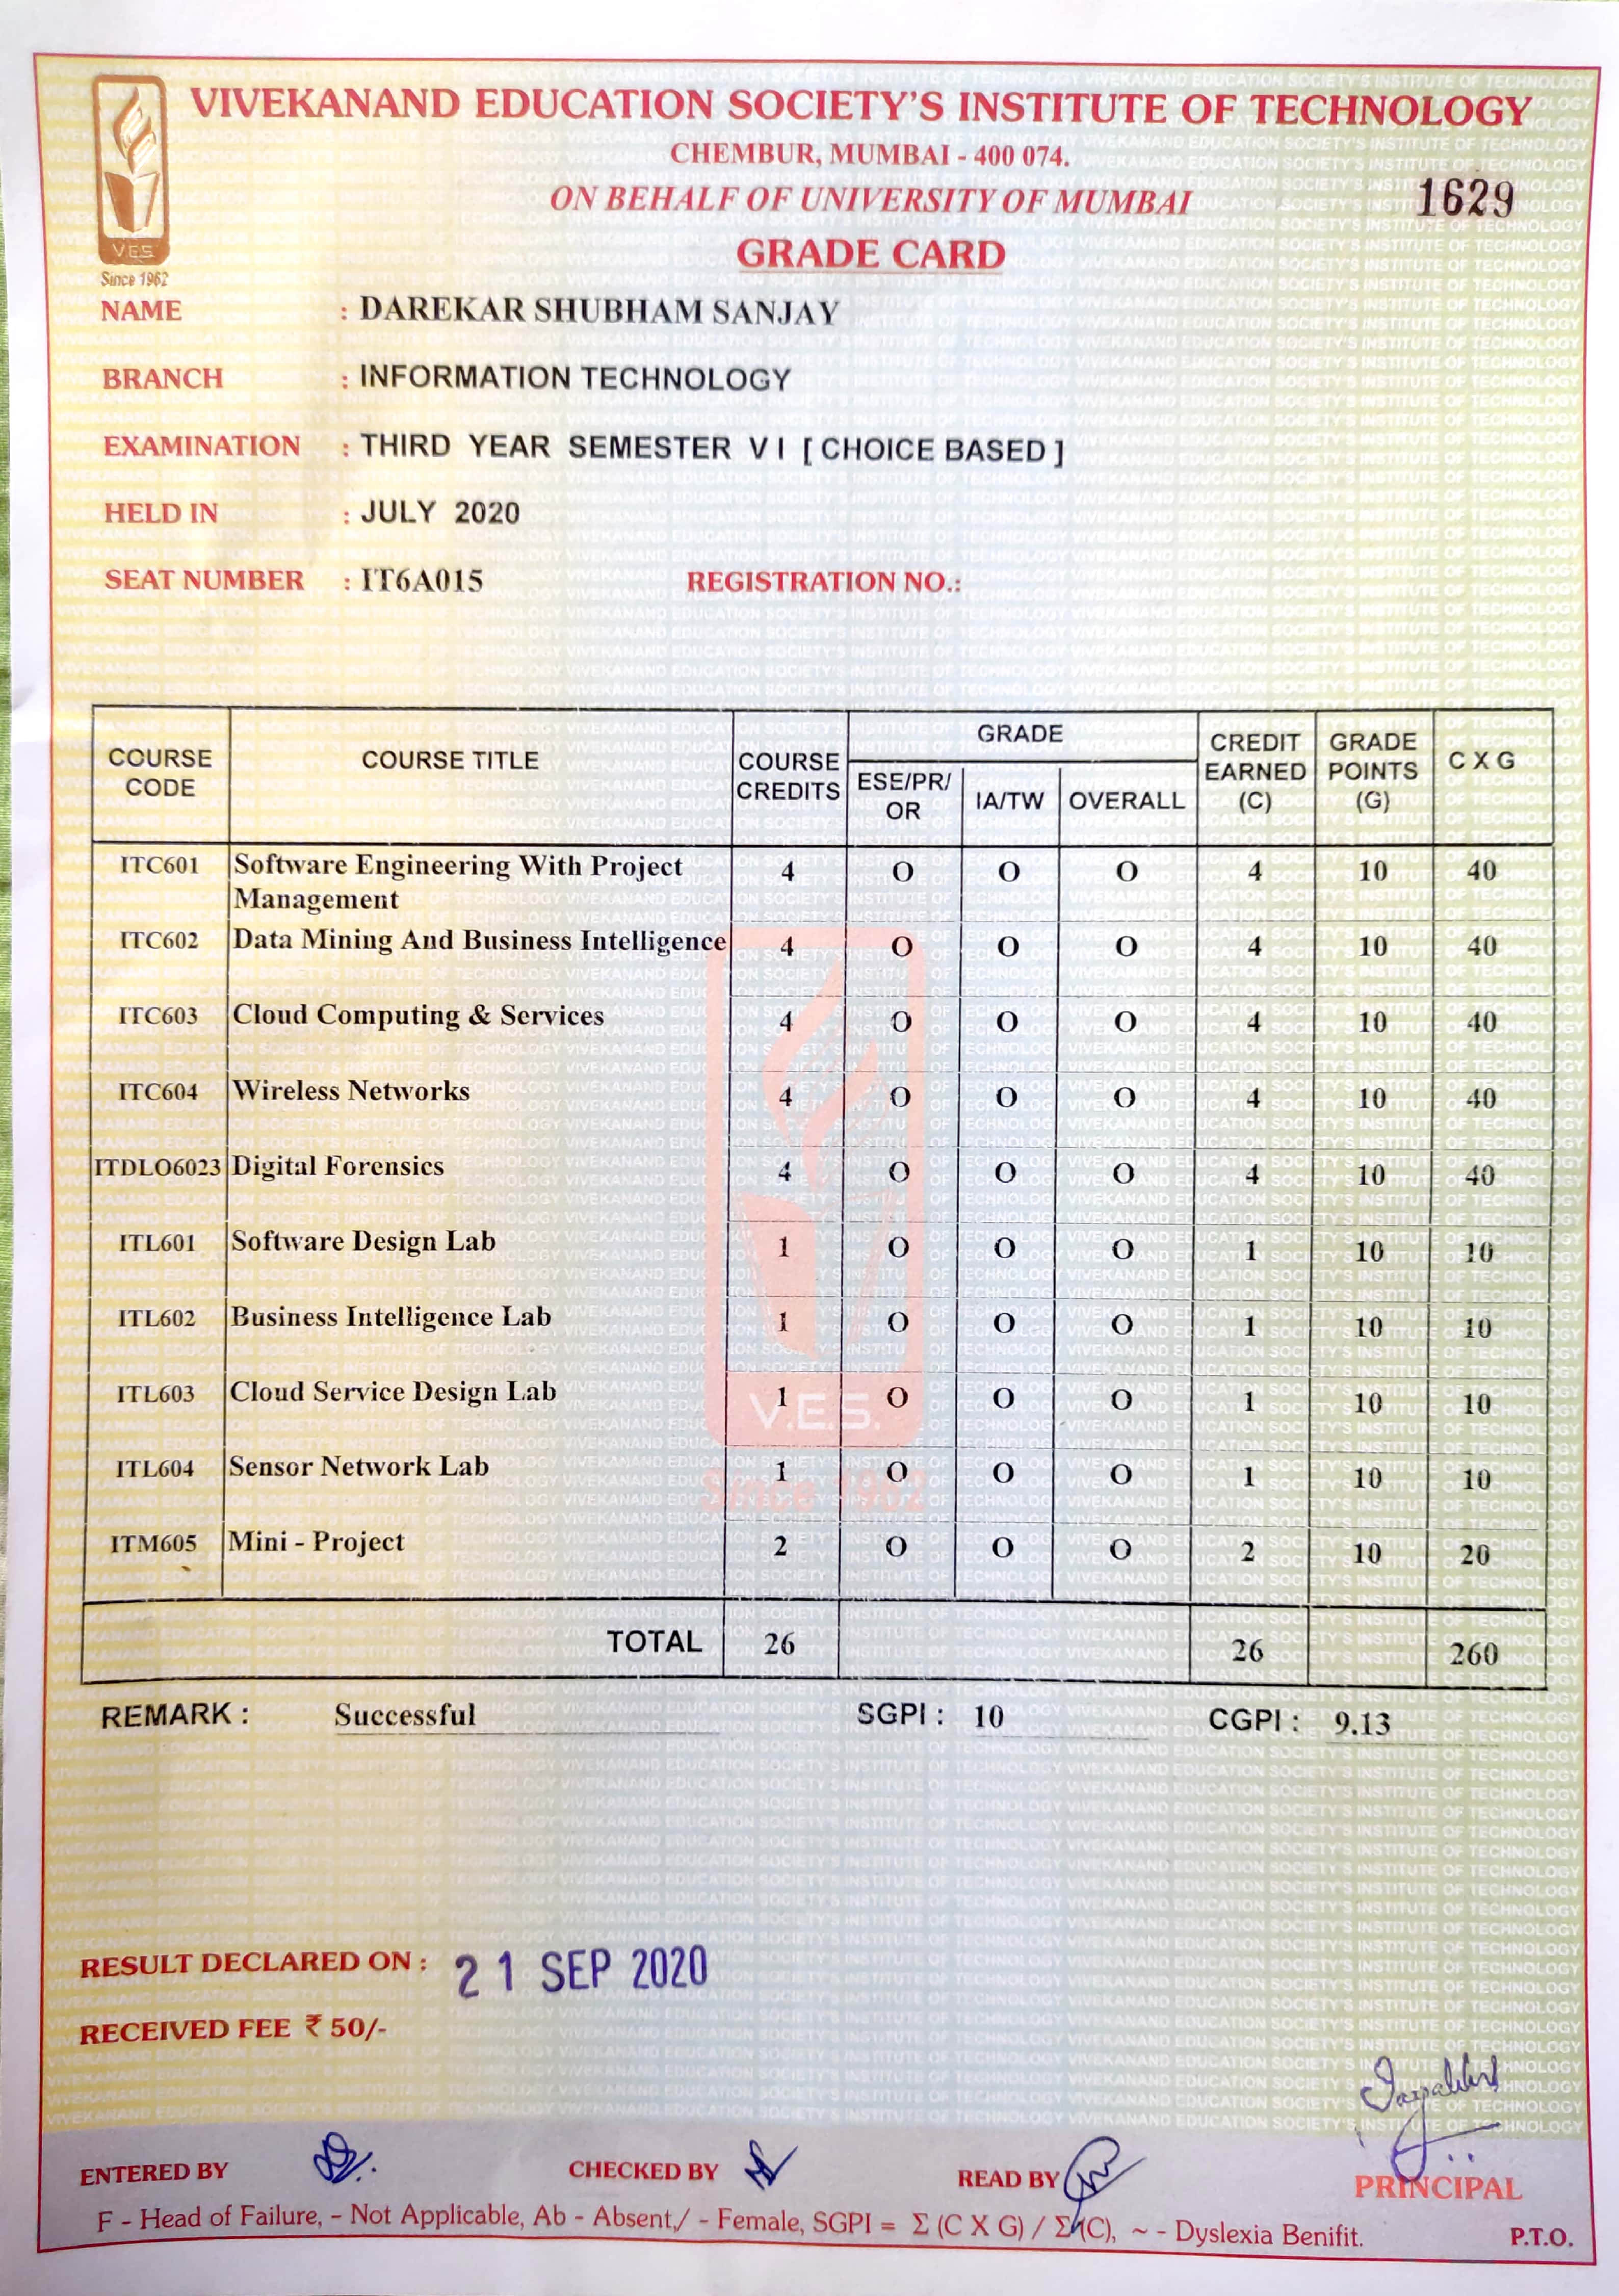 VIVEKANAND EDUCATION SOCIETY'S INSTITUTE OF TECHNOLOGY
CHEMBUR, MUMBAI - 400 074.
ON BEHALF OF UNIVERSITY OF MUMBAI
1629
GRADE CARD
V.E.S.
Since 1962
NAME : DAREKAR SHUBHAM SANJAY
BRANCH : INFORMATION TECHNOLOGY
EXAMINATION : THIRD YEAR SEMESTER V I [ CHOICE BASED ]
HELD IN : JULY 2020
SEAT NUMBER : IT6A015 REGISTRATION NO.:
COURSE CODE COURSE TITLE COURSE CREDITS GRADE ESE/PR/OR IA/TW OVERALL CREDIT EARNED (C) GRADE POINTS (G) C X G
ITC601 Software Engineering With Project Management 4 O O O 4 10 40
ITC602 Data Mining And Business Intelligence 4 O O O 4 10 40
ITC603 Cloud Computing & Services 4 O O O 4 10 40
ITC604 Wireless Networks 4 O O O 4 10 40
ITDLO6023 Digital Forensics 4 O O O 4 10 40
ITL601 Software Design Lab 1 O O O 1 10 10
ITL602 Business Intelligence Lab 1 O O O 1 10 10
ITL603 Cloud Service Design Lab 1 O O O 1 10 10
ITL604 Sensor Network Lab 1 O O O 1 10 10
ITM605 Mini - Project 2 O O O 2 10 20
V.E.S.
Since 1962
TOTAL 26 26 260
REMARK : Successful SGPI : 10 CGPI : 9.13
RESULT DECLARED ON : 21 SEP 2020
RECEIVED FEE ₹ 50/-
ENTERED BY CHECKED BY READ BY PRINCIPAL
F - Head of Failure, - Not Applicable, Ab - Absent,/ - Female, SGPI = Σ (C X G) / Σ (C), ~ - Dyslexia Benifit.
P.T.O.